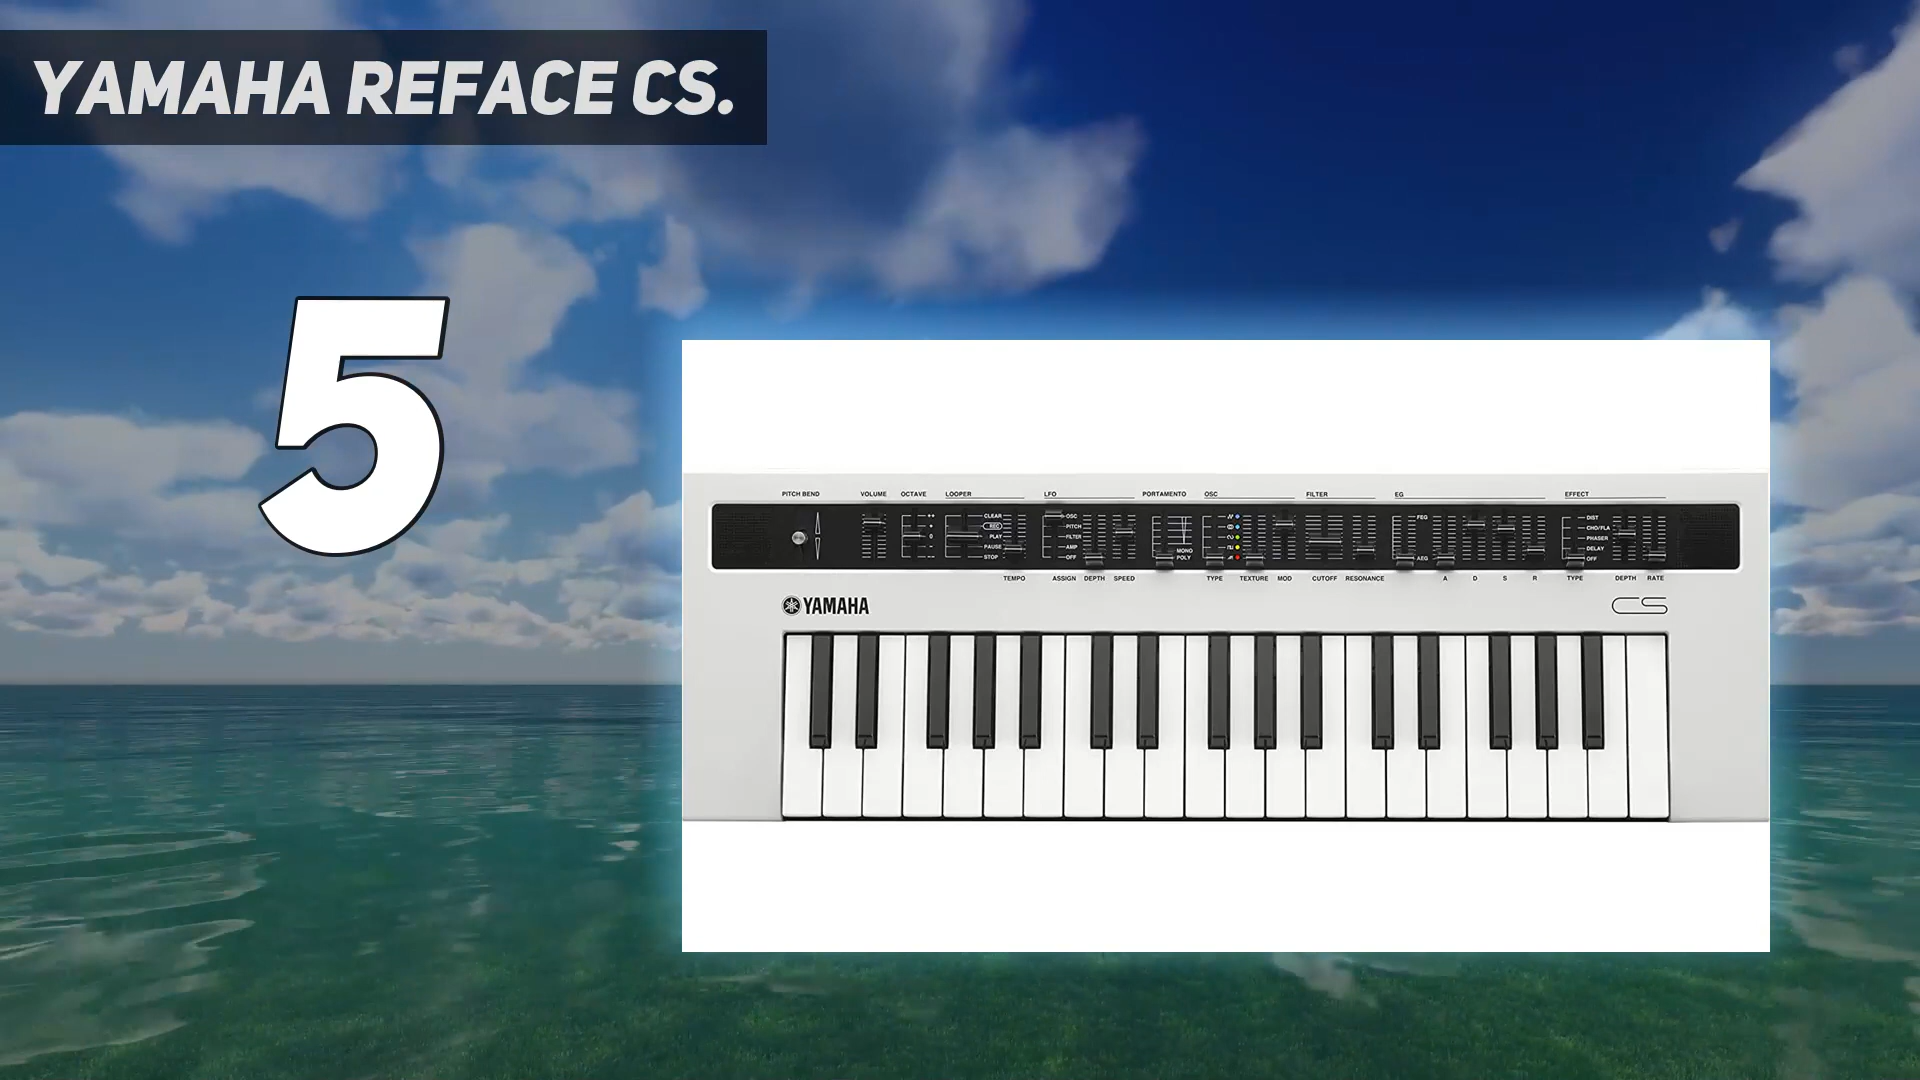 YAMAHA REFACE CS.
5
PITCH BEND VOLUME OCTAVE LOOPER LFO PORTAMENTO OSC FILTER EG EFFECT
CLEAR OSC FEG DIST
REC PITCH CHO/FLA
0 PLAY FILTER PHASER
PAUSE AMP MONO DELAY
STOP OFF POLY AEG OFF
TEMPO ASSIGN DEPTH SPEED TYPE TEXTURE MOD CUTOFF RESONANCE A D S R TYPE DEPTH RATE
YAMAHA CS